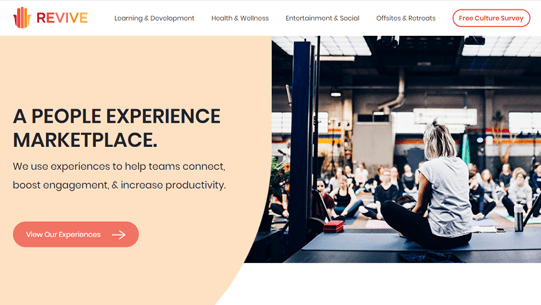 REVIVE
Learning & Development
Health & Wellness
Entertainment & Social
Offsites & Retreats
Free Culture Survey
A PEOPLE EXPERIENCE
MARKETPLACE.
We use experiences to help teams connect,
boost engagement, & increase productivity.
View Our Experiences